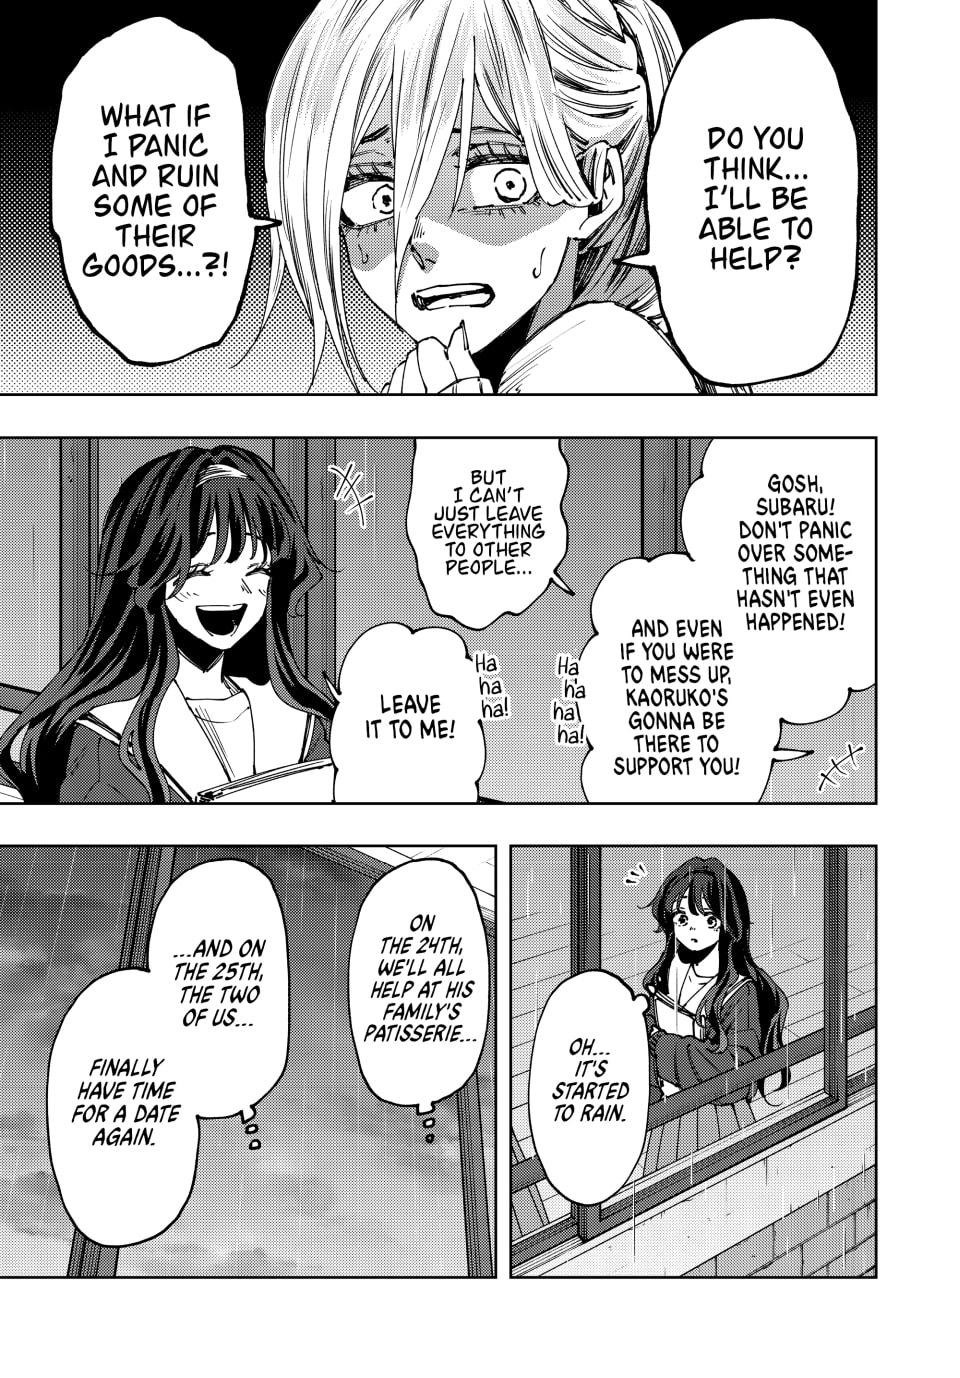 DO YOU
THINK...
I'LL BE
ABLE TO
HELP?
WHAT IF
I PANIC
AND RUIN
SOME OF
THEIR
GOODS...?!
GOSH,
SUBARU!
DON'T PANIC
OVER SOME-
THING THAT
HASN'T EVEN
HAPPENED!
AND EVEN
IF YOU WERE
TO MESS UP,
KAORUKO'S
GONNA BE
THERE TO
SUPPORT YOU!
Ha
ha
ha
ha!
BUT
I CAN'T
JUST LEAVE
EVERYTHING
TO OTHER
PEOPLE...
Ha
ha
ha!
LEAVE
IT TO ME!
OH...
IT'S
STARTED
TO RAIN.
ON
THE 24TH,
WE'LL ALL
HELP AT HIS
FAMILY'S
PATISSERIE...
...AND ON
THE 25TH,
THE TWO
OF US...
FINALLY
HAVE TIME
FOR A DATE
AGAIN.